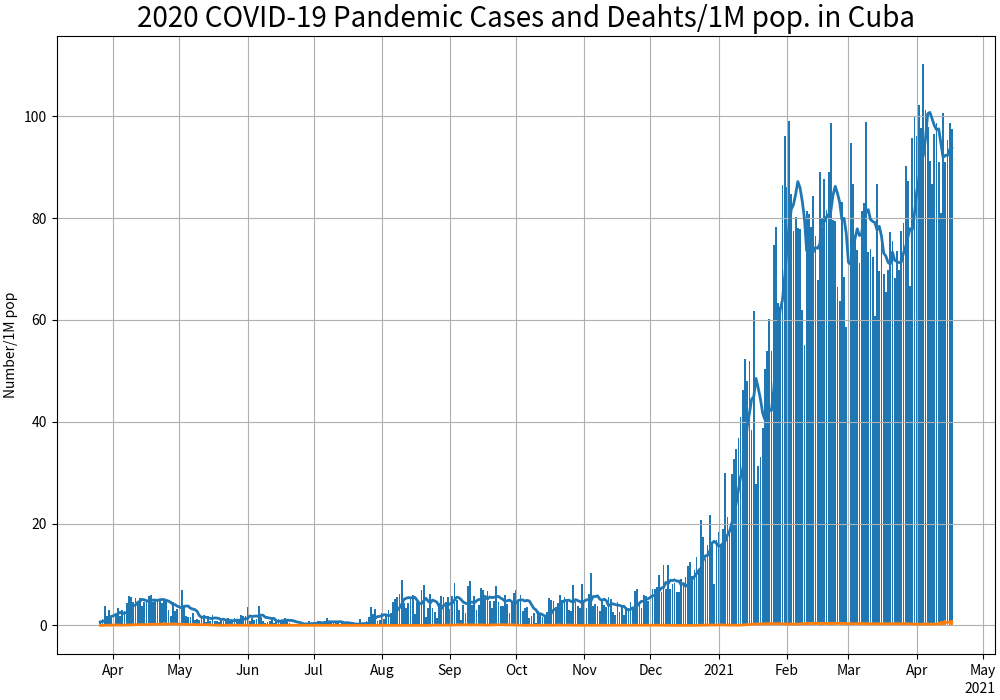 2020 COVID-19 Pandemic Cases and Deahts/1M pop. in Cuba
Number/1M pop
100
80
60
40
20
0
Apr May Jun Jul Aug Sep Oct Nov Dec 2021 Feb Mar Apr May
2021